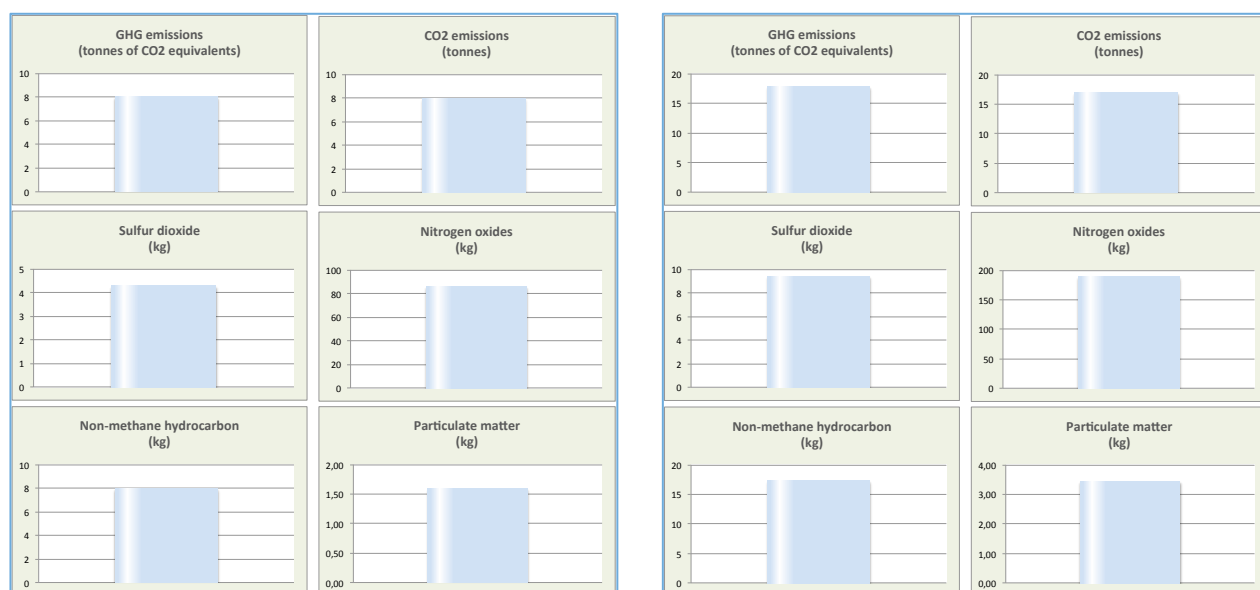 GHG emissions
(tonnes of CO2 equivalents)
10
8
6
4
2
0
CO2 emissions
(tonnes)
10
8
6
4
2
0
Sulfur dioxide
(kg)
5
4
3
2
1
0
Nitrogen oxides
(kg)
100
80
60
40
20
0
Non-methane hydrocarbon
(kg)
10
8
6
4
2
0
Particulate matter
(kg)
2,00
1,50
1,00
0,50
0,00
GHG emissions
(tonnes of CO2 equivalents)
20
15
10
5
0
CO2 emissions
(tonnes)
20
15
10
5
0
Sulfur dioxide
(kg)
10
8
6
4
2
0
Nitrogen oxides
(kg)
200
150
100
50
0
Non-methane hydrocarbon
(kg)
20
15
10
5
0
Particulate matter
(kg)
4,00
3,00
2,00
1,00
0,00